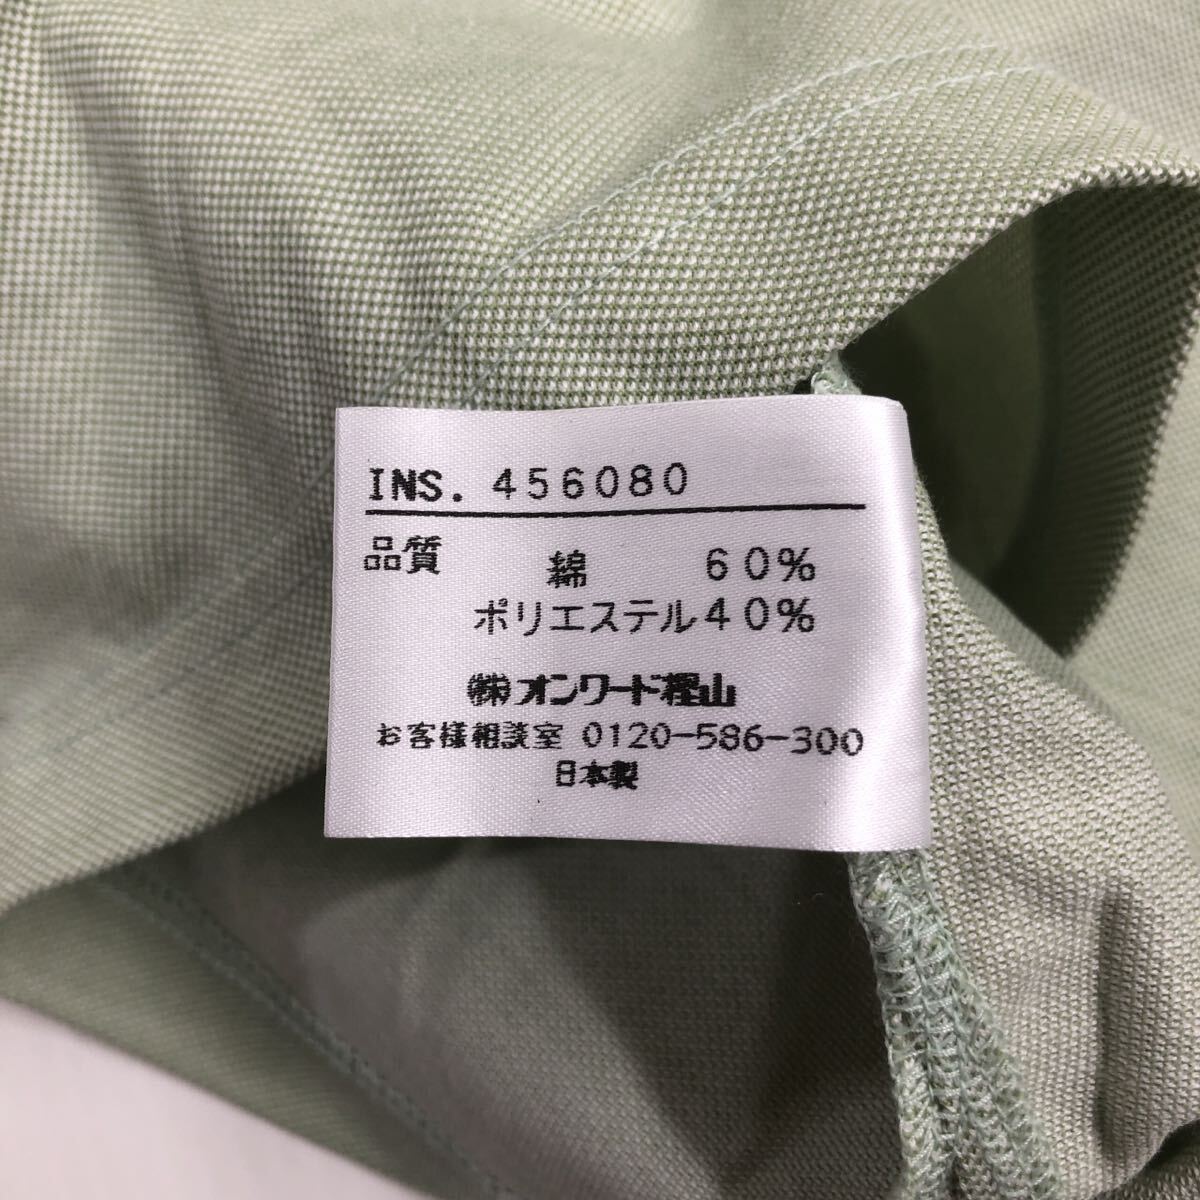 INS. 456080
品質 綿 60%
ポリエステル40%
㈱オンワード樫山
お客様相談室 0120-586-300
日本製